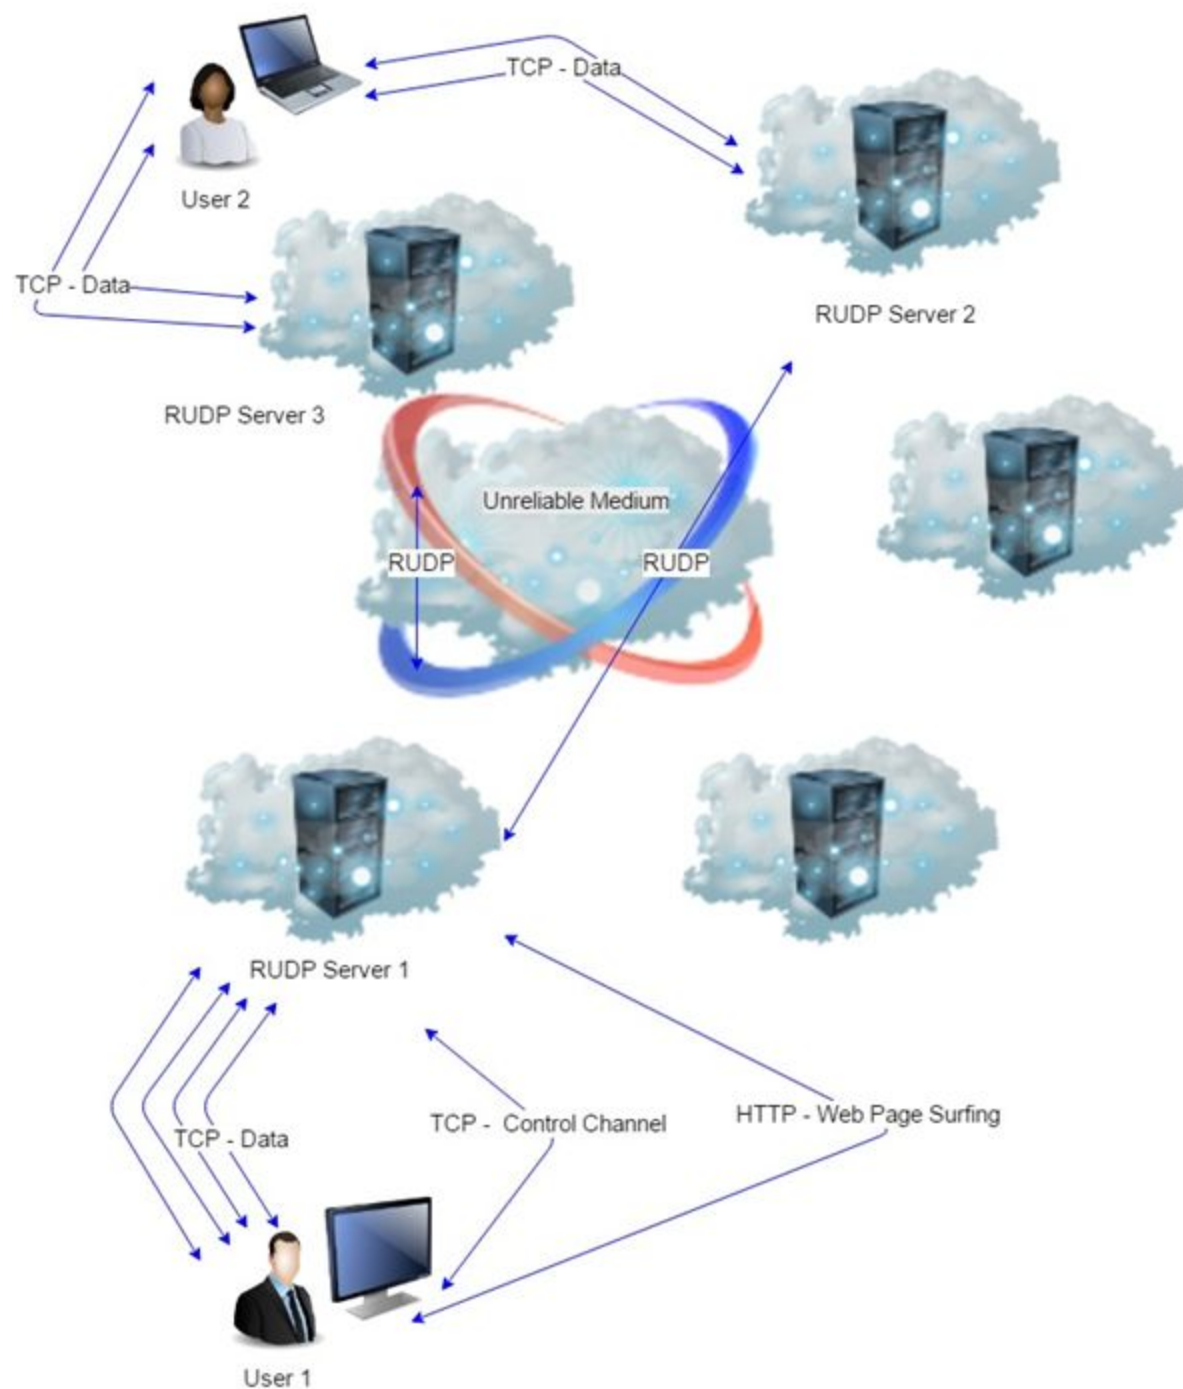 TCP - Data
User 2
TCP - Data
RUDP Server 2
RUDP Server 3
Unreliable Medium
RUDP
RUDP
RUDP Server 1
TCP - Data
TCP -  Control Channel
HTTP - Web Page Surfing
User 1